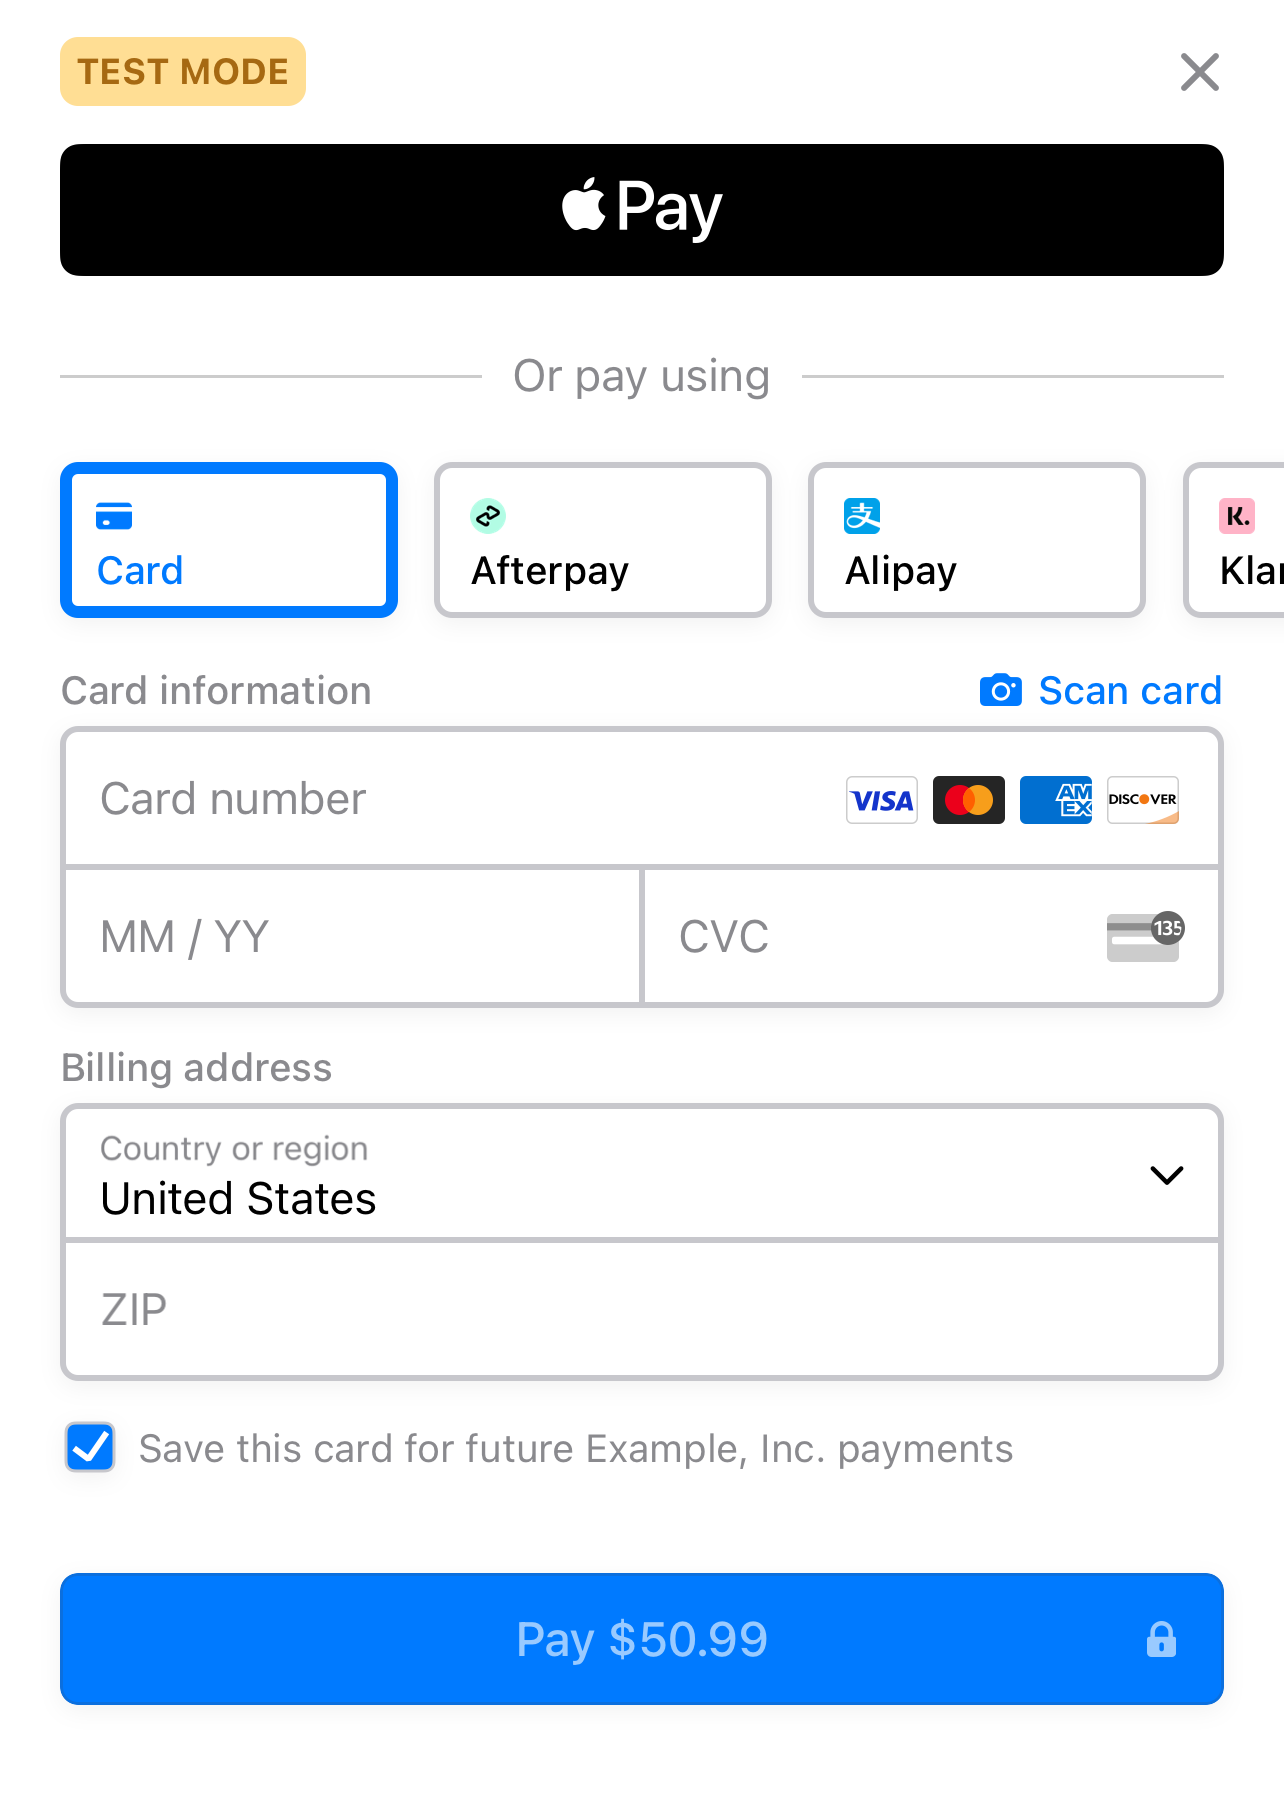 TEST MODE
Pay
Or pay using
Card
Afterpay
支
Alipay
K.
Klar
Card information
Scan card
Card number
VISA
AM
EX
DISCOVER
MM / YY
CVC
135
Billing address
Country or region
United States
ZIP
Save this card for future Example, Inc. payments
Pay $50.99